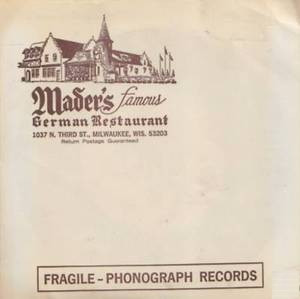 Mader's famous
German Restaurant
1037 N. THIRD ST., MILWAUKEE, WIS. 53203
Return Postage Guaranteed
FRAGILE - PHONOGRAPH RECORDS